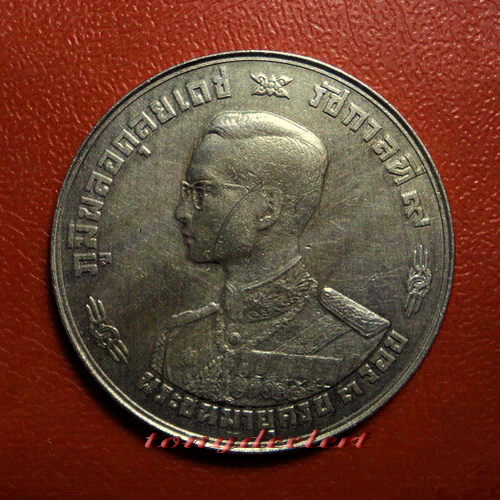 ภูมิพลอดุลยเดช รัชกาลที่ ๙
พระชนมายุครบ ๓ รอบ